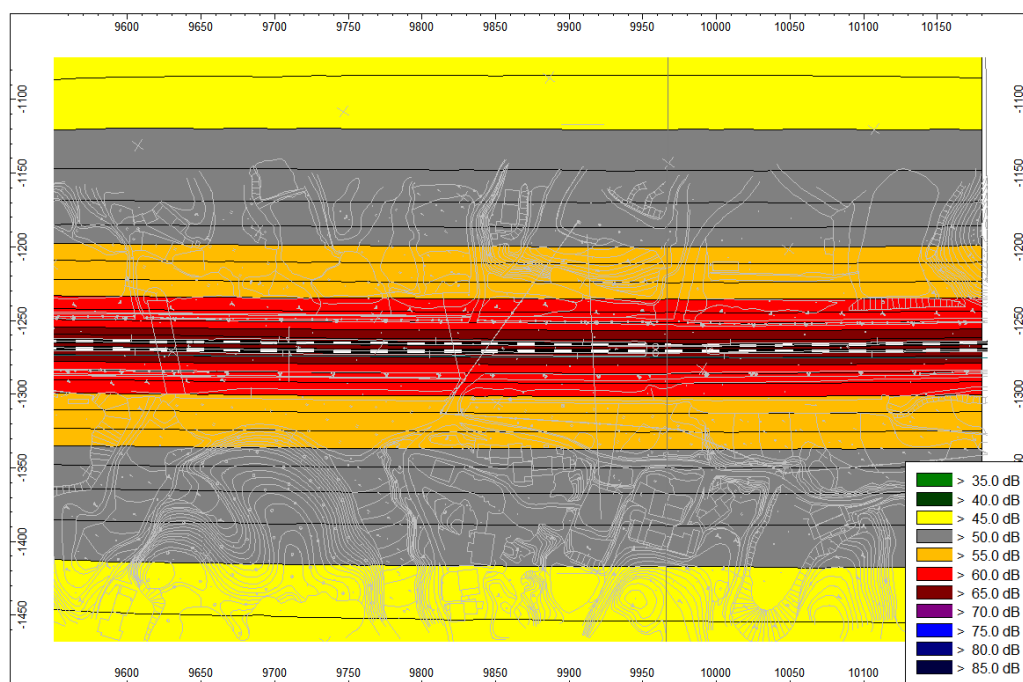 9600 9650 9700 9750 9800 9850 9900 9950 10000 10050 10100 10150
-1100 -1100
-1150 -1150
-1200 -1200
-1250 -1250
-1300 -1300
-1350
-1400
-1450
> 35.0 dB
> 40.0 dB
> 45.0 dB
> 50.0 dB
> 55.0 dB
> 60.0 dB
> 65.0 dB
> 70.0 dB
> 75.0 dB
> 80.0 dB
> 85.0 dB
9600 9650 9700 9750 9800 9850 9900 9950 10000 10050 10100